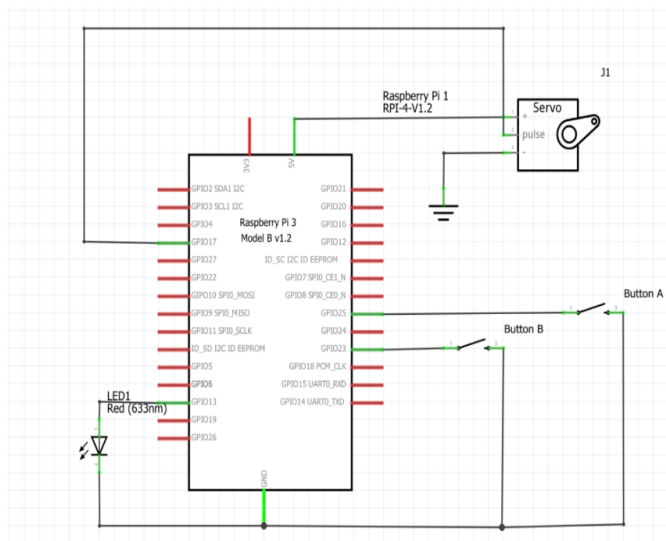 J1
Raspberry Pi 1
RPI-4-V1.2
Servo
+
pulse
-
3V3
5V
GPIO2 SDA1 I2C
GPIO21
GPIO3 SCL1 I2C
GPIO20
GPIO4
Raspberry Pi 3
GPIO16
GPIO17
Model B v1.2
GPIO12
GPIO27
ID_SC I2C ID EEPROM
GPIO22
GPIO7 SPI0_CE1_N
GIPO10 SPI0_MOSI
GPIO8 SPI0_CE0_N
Button A
GPIO9 SPI0_MISO
GPIO25
GPIO11 SPI0_SCLK
GPIO24
Button B
ID_SD I2C ID EEPROM
GPIO23
GPIO5
GPIO18 PCM_CLK
GPIO6
GPIO15 UART0_RXD
LED1
Red (633nm)
GPIO13
GPIO14 UART0_TXD
GPIO19
GPIO26
GND